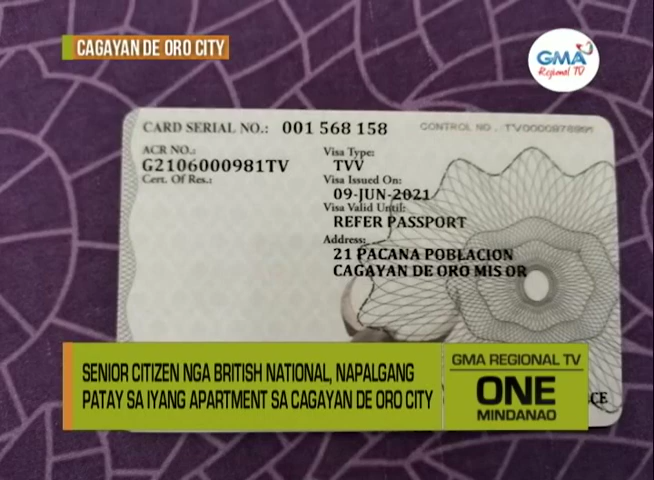 CAGAYAN DE ORO CITY
GMA
Regional TV
CARD SERIAL NO.: 001 568 158
CONTROL NO.
ACR NO.:
G2106000981TV
Cert. Of Res.:
Visa Type:
TVV
Visa Issued On:
09-JUN-2021
Visa Valid Until:
REFER PASSPORT
Address:
21 PACANA POBLACION
CAGAYAN DE ORO MIS OR
SENIOR CITIZEN NGA BRITISH NATIONAL, NAPALGANG
PATAY SA IYANG APARTMENT SA CAGAYAN DE ORO CITY
GMA REGIONAL TV
ONE
MINDANAO